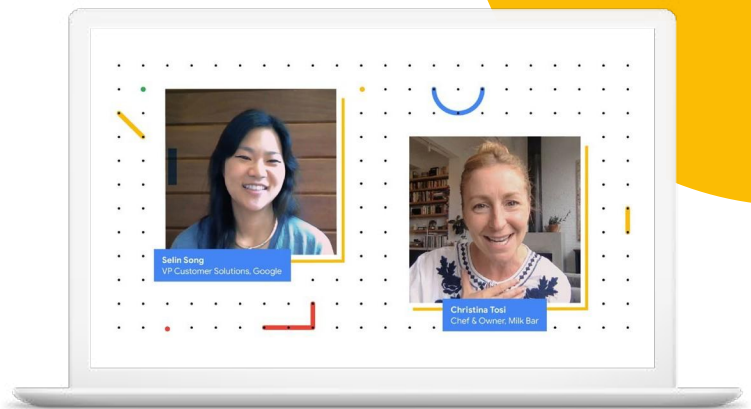 Selin Song
VP Customer Solutions, Google
Christina Tosi
Chef & Owner, Milk Bar